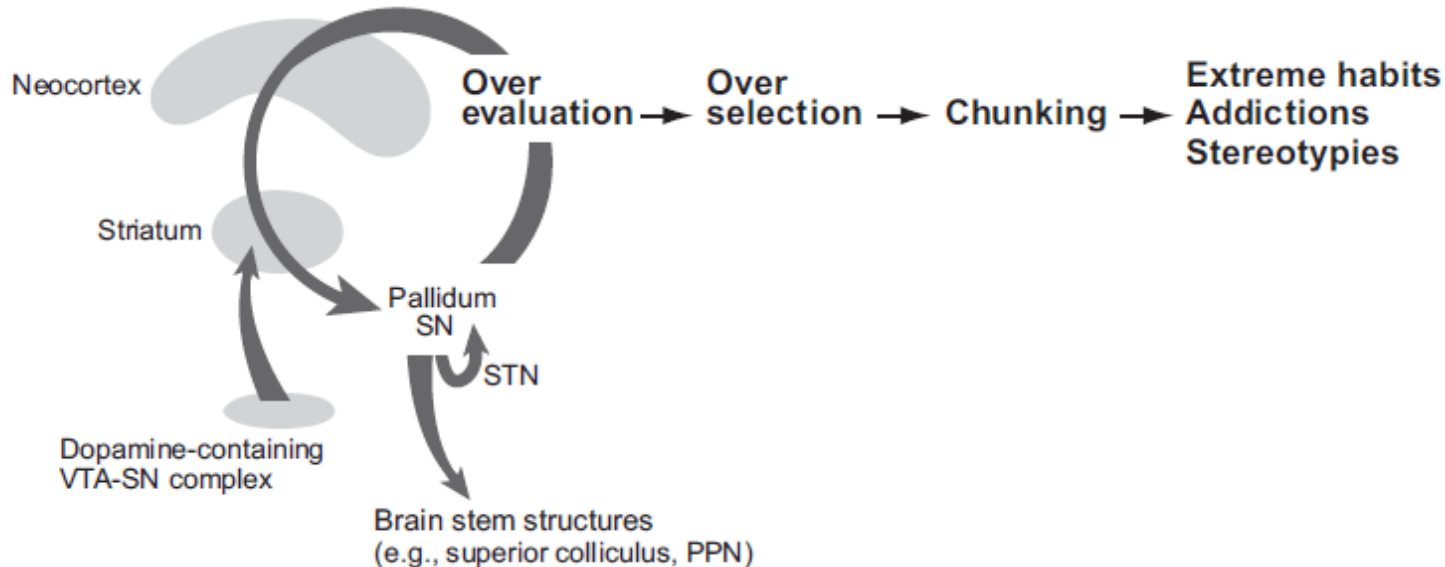 Neocortex
Over
evaluation
Over
selection
Chunking
Extreme habits
Addictions
Stereotypies
Striatum
Pallidum
SN
STN
Dopamine-containing
VTA-SN complex
Brain stem structures
(e.g., superior colliculus, PPN)